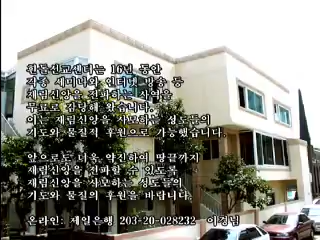 원돌선교센타는 16년 동안
각종 세미나와 인터넷 방송 등
재림신앙을 전파하는 사역을
무료로 감당해 왔습니다.
이는 재림신앙을 사모하는 성도들의
기도와 물질적 후원으로 가능했습니다.
앞으로도 더욱 약진하여 땅끝까지
재림신앙을 전파할 수 있도록
재림신앙을 사모하는 성도들의
기도와 물질의 후원을 바랍니다.
온라인: 제일은행 203-20-028232 이경님